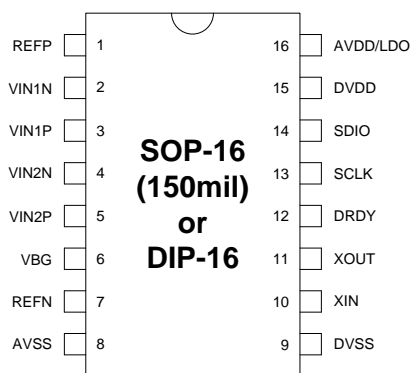 REFP 1 16 AVDD/LDO
VIN1N 2 15 DVDD
VIN1P 3 14 SDIO
VIN2N 4 13 SCLK
VIN2P 5 12 DRDY
VBG 6 11 XOUT
REFN 7 10 XIN
AVSS 8 9 DVSS
SOP-16
(150mil)
or
DIP-16